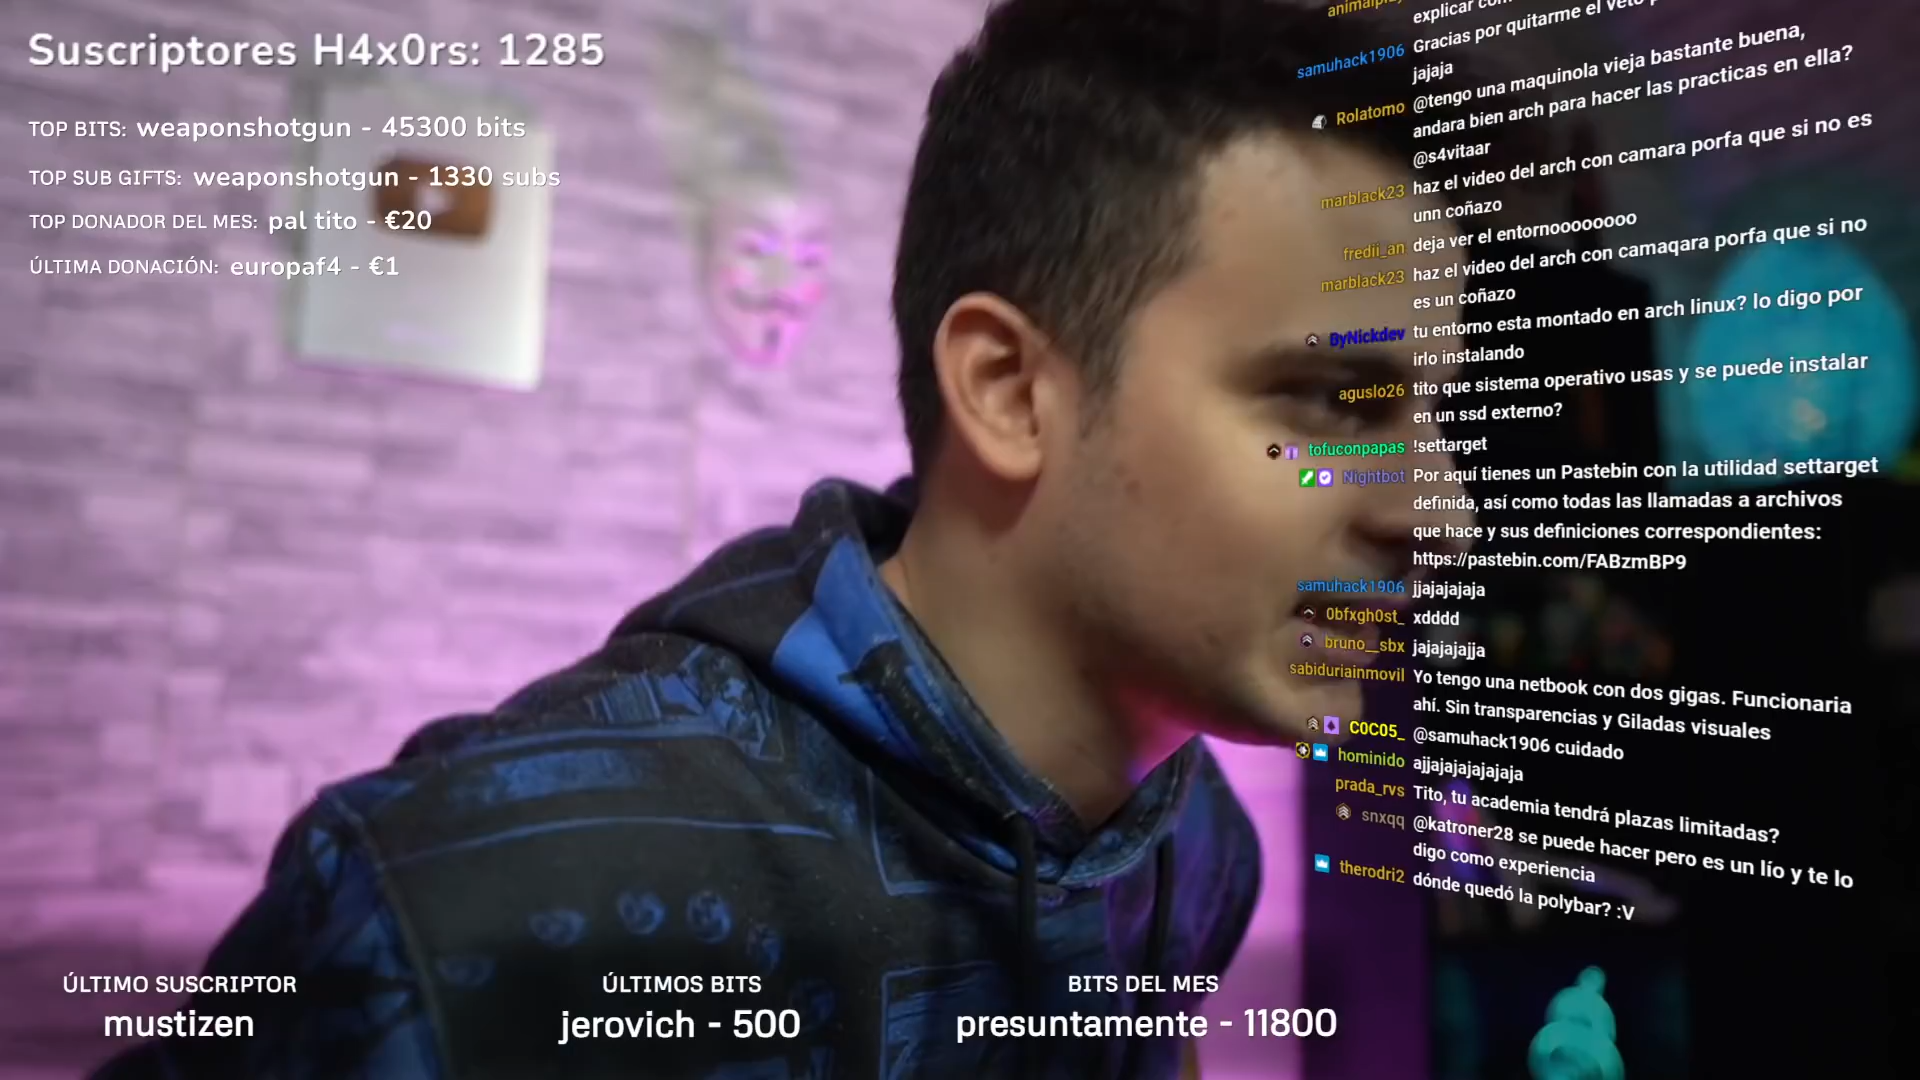 Suscriptores H4x0rs: 1285
TOP BITS: weaponshotgun - 45300 bits
TOP SUB GIFTS: weaponshotgun - 1330 subs
TOP DONADOR DEL MES: pal tito - €20
ÚLTIMA DONACIÓN: europaf4 - €1
explicar
samuhack1906 Gracias por quitarme el veto
jajaja
Rolatomo @tengo una maquinola vieja bastante buena,
andara bien arch para hacer las practicas en ella?
@s4vitaar
marblack23 haz el video del arch con camara porfa que si no es
unn coñazo
fredii_an deja ver el entornoooooooo
marblack23 haz el video del arch con camaqara porfa que si no
es un coñazo
ByNickdev tu entorno esta montado en arch linux? lo digo por
irlo instalando
aguslo26 tito que sistema operativo usas y se puede instalar
en un ssd externo?
tofuconpapas !settarget
Nightbot Por aquí tienes un Pastebin con la utilidad settarget
definida, así como todas las llamadas a archivos
que hace y sus definiciones correspondientes:
https://pastebin.com/FABzmBP9
samuhack1906 jjajajajaja
0bfxgh0st_ xdddd
bruno__sbx jajajajajja
sabiduriainmovil Yo tengo una netbook con dos gigas. Funcionaria
ahí. Sin transparencias y Giladas visuales
C0C05_ @samuhack1906 cuidado
hominido ajjajajajajajaja
prada_rvs Tito, tu academia tendrá plazas limitadas?
snxqq @katroner28 se puede hacer pero es un lío y te lo
digo como experiencia
therodri2 dónde quedó la polybar? :V
ÚLTIMO SUSCRIPTOR
mustizen
ÚLTIMOS BITS
jerovich - 500
BITS DEL MES
presuntamente - 11800